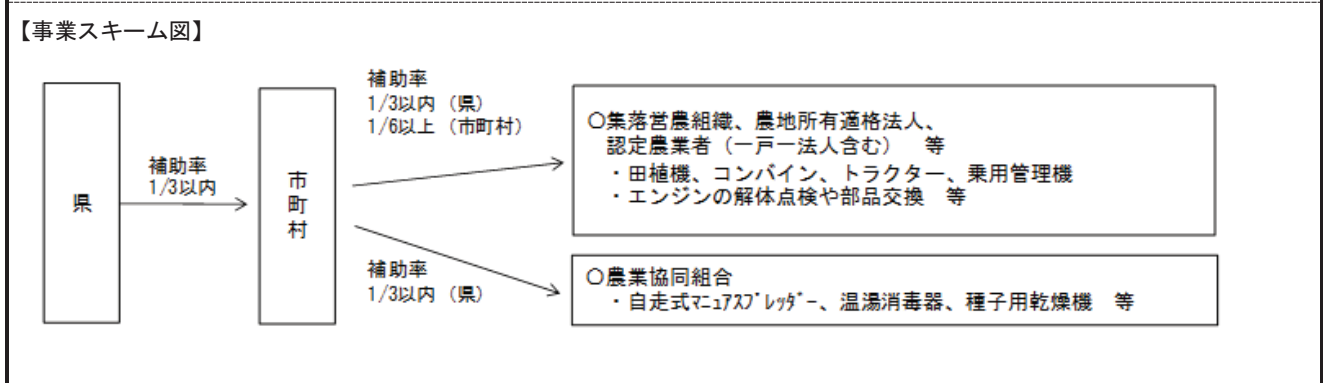 【事業スキーム図】
県
補助率
1/3以内
市
町
村
補助率
1/3以内（県）
1/6以上（市町村）
○集落営農組織、農地所有適格法人、
認定農業者（一戸一法人含む）　等
・田植機、コンバイン、トラクター、乗用管理機
・エンジンの解体点検や部品交換　等
補助率
1/3以内（県）
○農業協同組合
・自走式ﾏﾆｭｱｽﾌﾟﾚｯﾀﾞｰ、温湯消毒器、種子用乾燥機　等